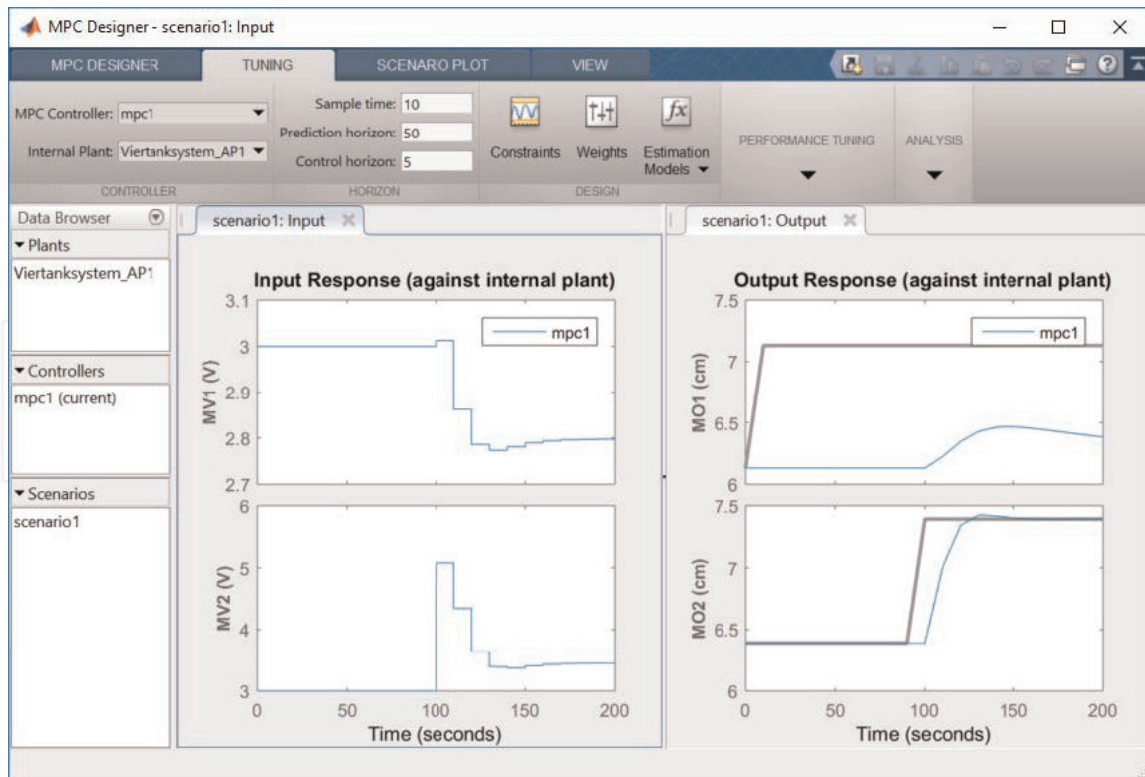 MPC Designer - scenario1: Input
MPC DESIGNER TUNING SCENARO PLOT VIEW
MPC Controller: mpc1
Internal Plant: Viertanksystem_AP1
CONTROLLER
Sample time: 10
Prediction horizon: 50
Control horizon: 5
HORIZON
Constraints Weights Estimation
Models
DESIGN
PERFORMANCE TUNING
ANALYSIS
Data Browser
Plants
Viertanksystem_AP1
Controllers
mpc1 (current)
Scenarios
scenario1
scenario1: Input
Input Response (against internal plant)
3.1
3
2.9
2.8
2.7
MV1 (V)
mpc1
6
5
4
3
MV2 (V)
0 50 100 150 200
Time (seconds)
scenario1: Output
Output Response (against internal plant)
7.5
7
6.5
6
MO1 (cm)
mpc1
7.5
7
6.5
6
MO2 (cm)
0 50 100 150 200
Time (seconds)